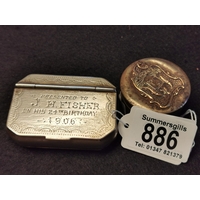 PRESENTED TO
J. H. FISHER
ON HIS 21ST BIRTHDAY
1906
Summersgills
886
Tel: 01347 821379